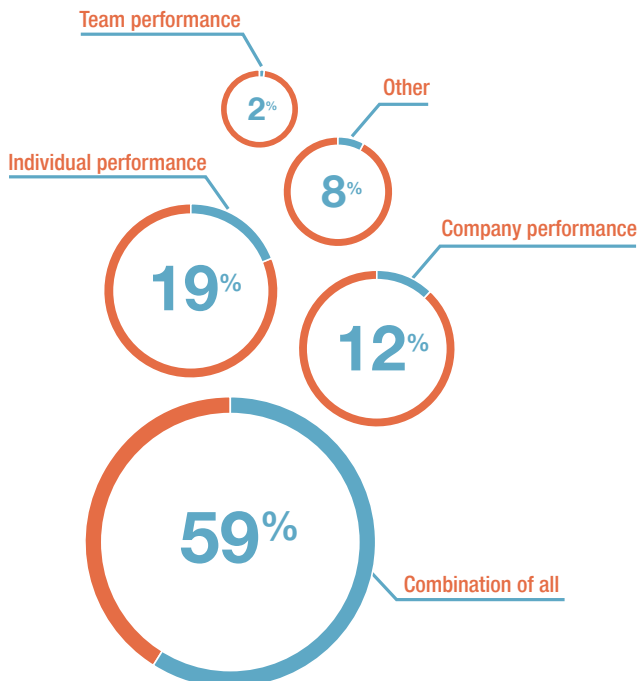 Team performance
2%
Other
8%
Individual performance
19%
Company performance
12%
59%
Combination of all